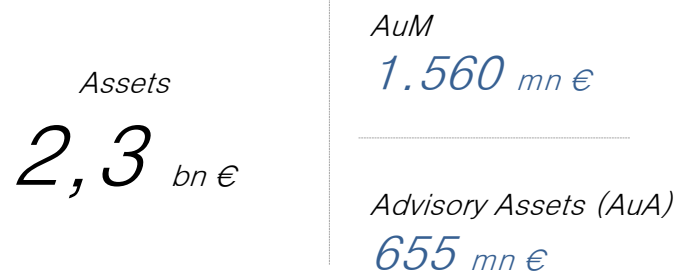 Assets
2,3 bn €
AuM
1.560 mn €
Advisory Assets (AuA)
655 mn €